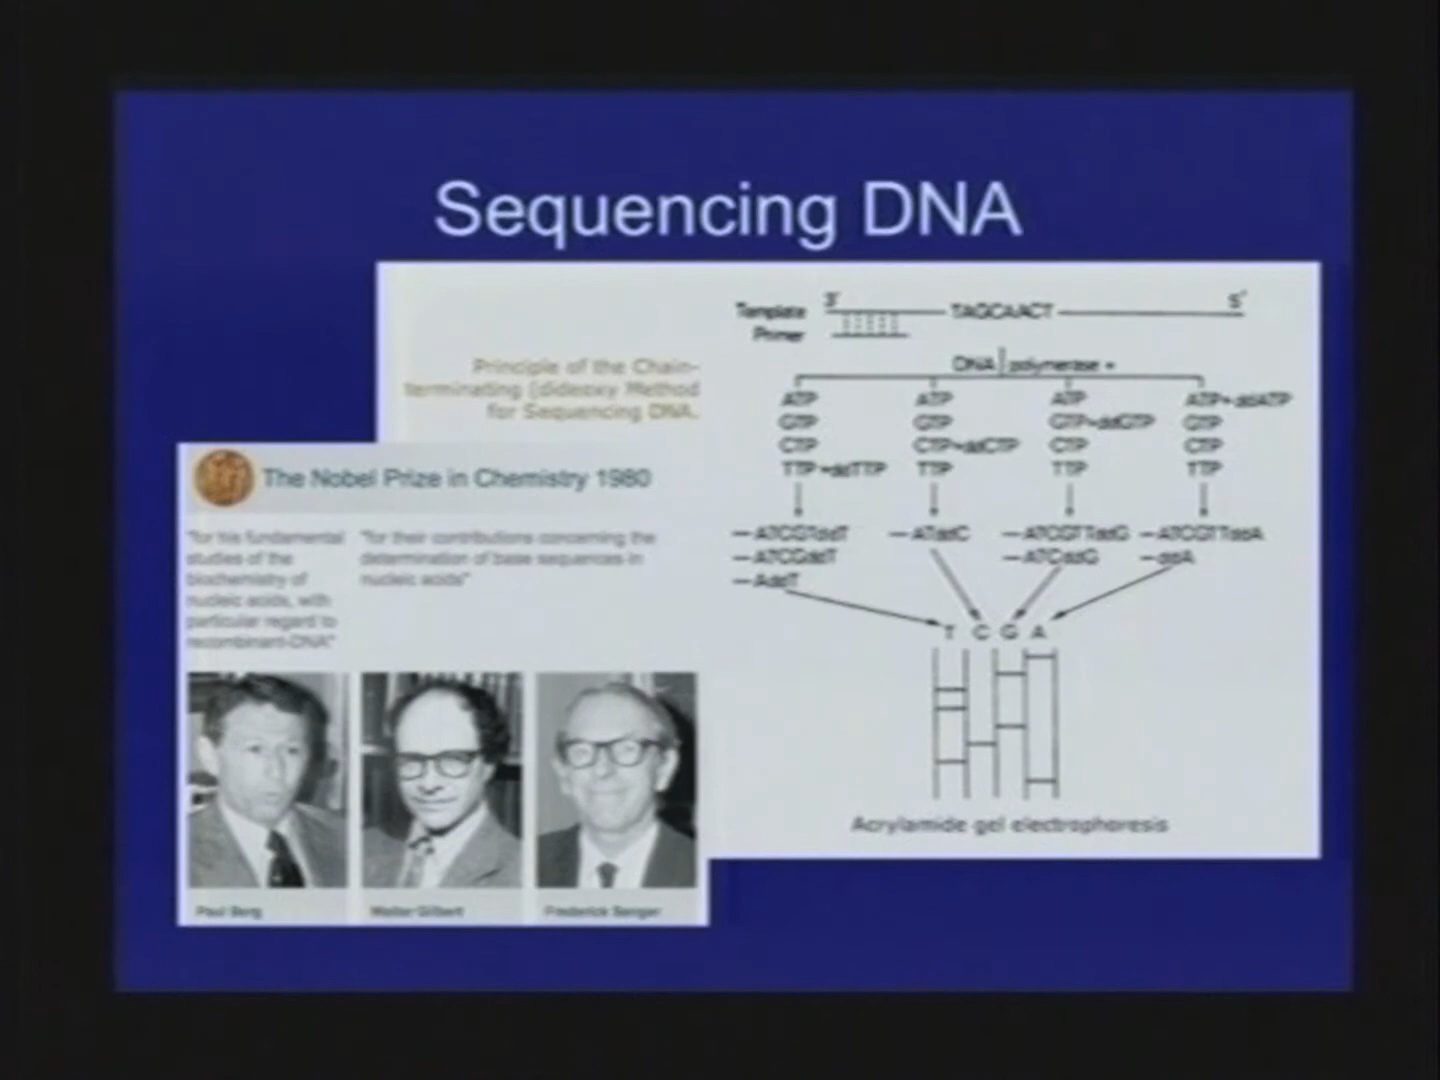 Sequencing DNA
Principle of the Chain-
terminating (dideoxy Method
for Sequencing DNA.
3'
5'
Template
TAGCAACT
Primer
DNA polymerase +
ATP
GTP
CTP
TTP+ddTTP
ATP
GTP
CTP+ddCTP
TTP
ATP
GTP+ddGTP
CTP
TTP
ATP+ddATP
GTP
CTP
TTP
—ATCGTddT
—ATCGddT
—AddT
—ATddC
—ATCGTTddG
—ATCddG
—ATCGTTddA
—ddA
T C G A
Acrylamide gel electrophoresis
The Nobel Prize in Chemistry 1980
"for his fundamental
studies of the
biochemistry of
nucleic acids, with
particular regard to
recombinant-DNA"
"for their contributions concerning the
determination of base sequences in
nucleic acids"
Paul Berg
Walter Gilbert
Frederick Sanger